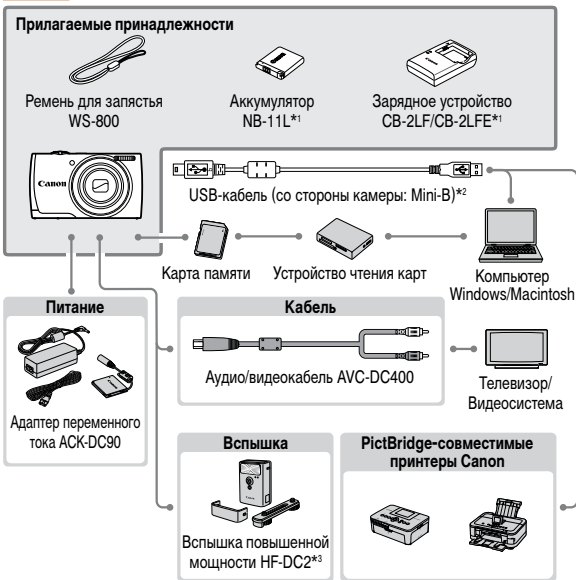 Прилагаемые принадлежности
Ремень для запястья
WS-800
Аккумулятор
NB-11L*1
Зарядное устройство
CB-2LF/CB-2LFE*1
Canon
USB-кабель (со стороны камеры: Mini-B)*2
Карта памяти
Устройство чтения карт
Компьютер
Windows/Macintosh
Питание
Адаптер переменного
тока ACK-DC90
Кабель
Аудио/видеокабель AVC-DC400
Телевизор/
Видеосистема
Вспышка
Вспышка повышенной
мощности HF-DC2*3
PictBridge-совместимые
принтеры Canon